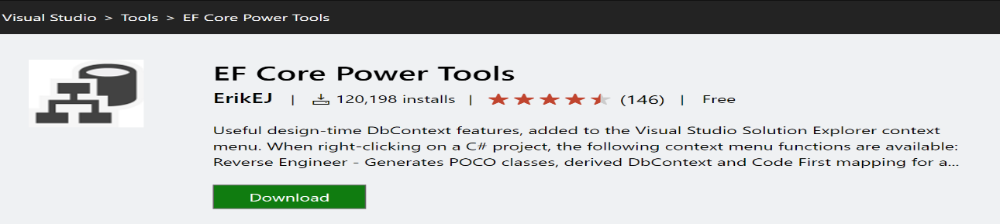 Visual Studio > Tools > EF Core Power Tools
EF Core Power Tools
ErikEJ | 120,198 installs | (146) | Free
Useful design-time DbContext features, added to the Visual Studio Solution Explorer context
menu. When right-clicking on a C# project, the following context menu functions are available:
Reverse Engineer - Generates POCO classes, derived DbContext and Code First mapping for a...
Download